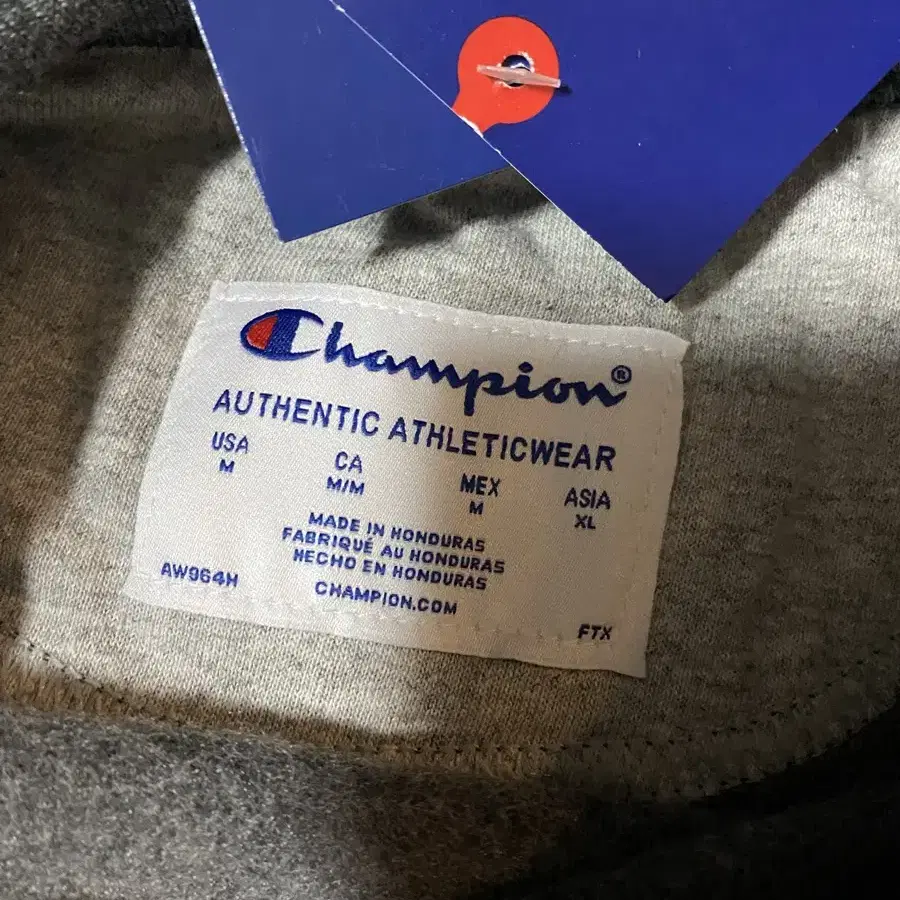 Champion®
AUTHENTIC ATHLETICWEAR
USA CA MEX ASIA
M M/M M XL
MADE IN HONDURAS
FABRIQUÉ AU HONDURAS
HECHO EN HONDURAS
AW964H CHAMPION.COM FTX